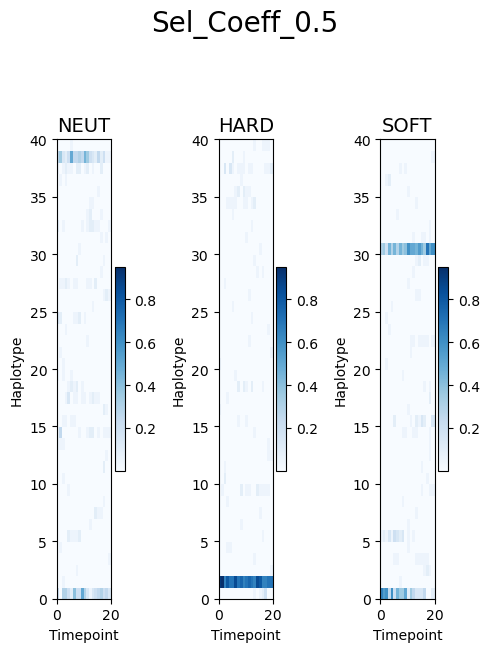 Sel_Coeff_0.5
NEUT HARD SOFT
40 40 40
35 35 35
30 30 30
25 25 25
20 20 20
15 15 15
10 10 10
5 5 5
0 0 0
Haplotype Haplotype Haplotype
0.8 0.8 0.8
0.6 0.6 0.6
0.4 0.4 0.4
0.2 0.2 0.2
0 20 0 20 0 20
Timepoint Timepoint Timepoint